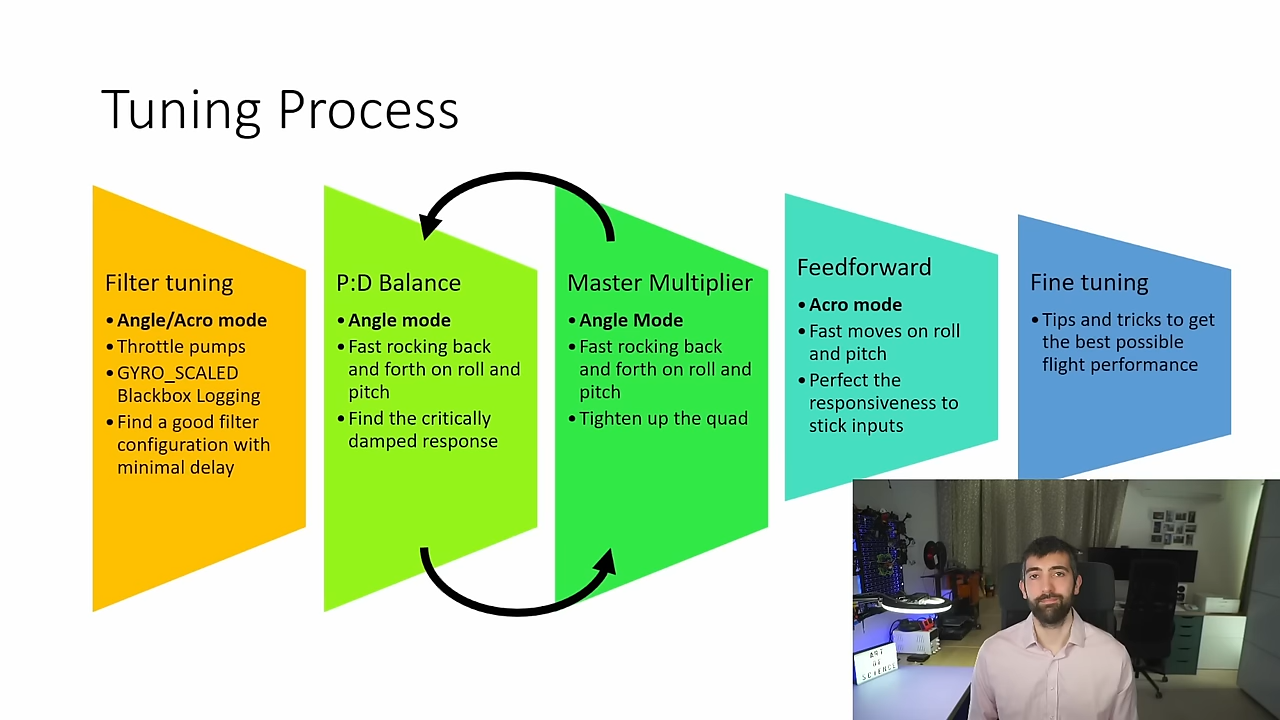 Tuning Process
Filter tuning
•Angle/Acro mode
•Throttle pumps
•GYRO_SCALED
Blackbox Logging
•Find a good filter
configuration with
minimal delay
P:D Balance
•Angle mode
•Fast rocking back
and forth on roll and
pitch
•Find the critically
damped response
Master Multiplier
•Angle Mode
•Fast rocking back
and forth on roll and
pitch
•Tighten up the quad
Feedforward
•Acro mode
•Fast moves on roll
and pitch
•Perfect the
responsiveness to
stick inputs
Fine tuning
•Tips and tricks to get
the best possible
flight performance
ART
SCIENCE